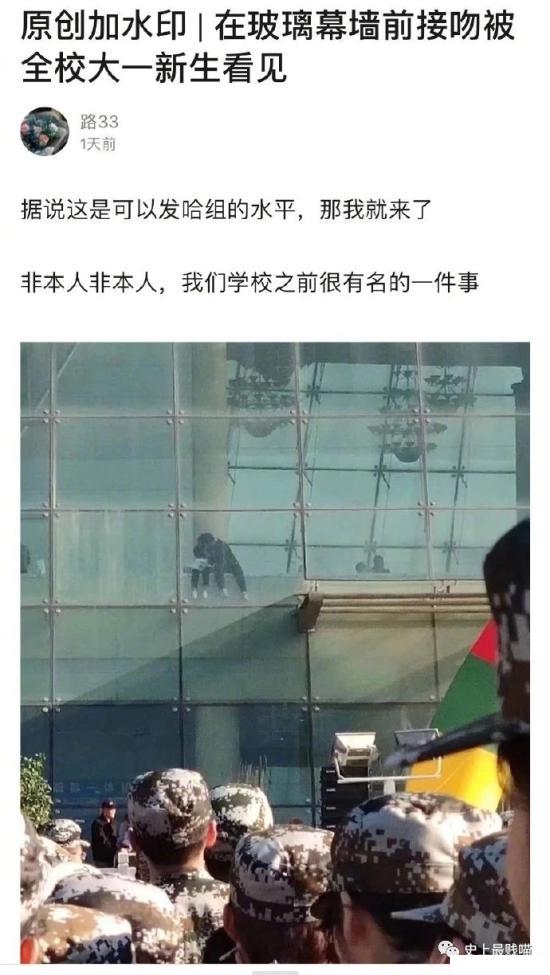 原创加水印 | 在玻璃幕墙前接吻被
全校大一新生看见
路33
1天前
据说这是可以发哈组的水平，那我就来了
非本人非本人，我们学校之前很有名的一件事
史上最贱喵